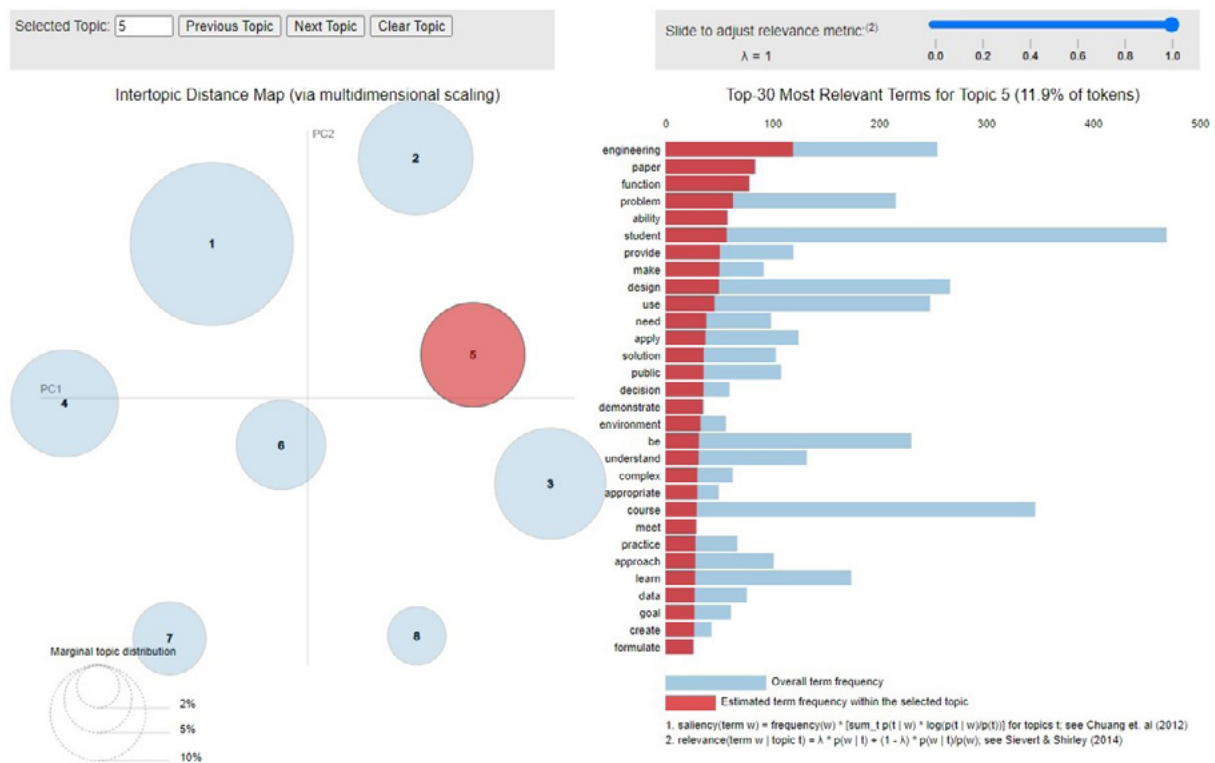 Selected Topic: 5 Previous Topic Next Topic Clear Topic
Slide to adjust relevance metric:(2)
λ = 1
0.0 0.2 0.4 0.6 0.8 1.0
Intertopic Distance Map (via multidimensional scaling)
PC2
PC1
1
2
3
4
5
6
7
8
Marginal topic distribution
2%
5%
10%
Top-30 Most Relevant Terms for Topic 5 (11.9% of tokens)
0 100 200 300 400 500
engineering
paper
function
problem
ability
student
provide
make
design
use
need
apply
solution
public
decision
demonstrate
environment
be
understand
complex
appropriate
course
meet
practice
approach
learn
data
goal
create
formulate
Overall term frequency
Estimated term frequency within the selected topic
1. saliency(term w) = frequency(w) * [sum_t p(t | w) * log(p(t | w)/p(t))] for topics t; see Chuang et. al (2012)
2. relevance(term w | topic t) = λ * p(w | t) + (1 - λ) * p(w | t)/p(w); see Sievert & Shirley (2014)